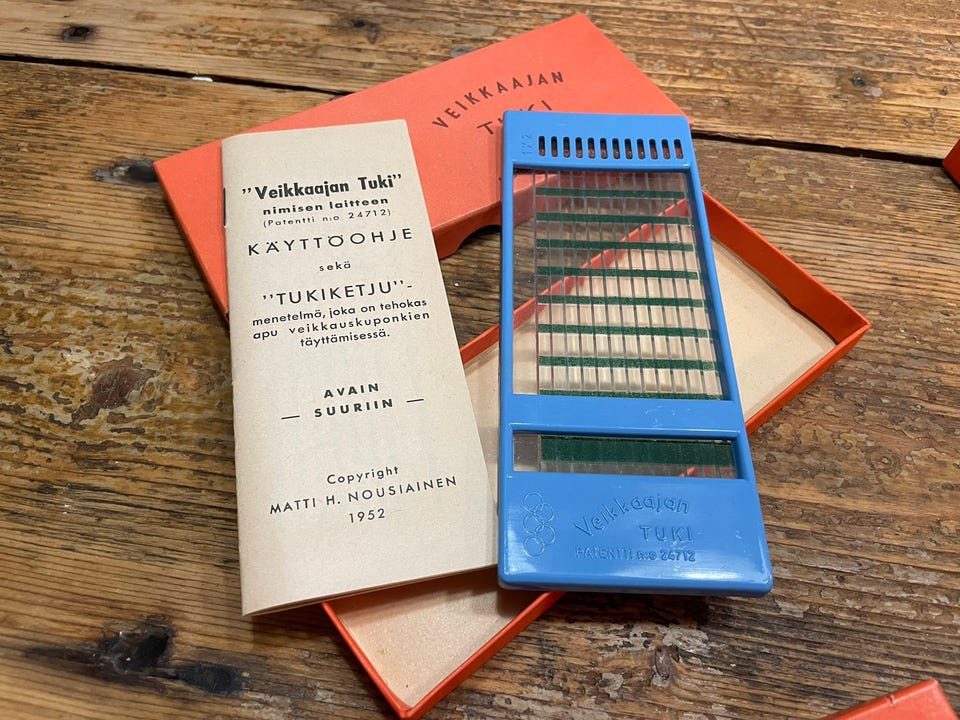 VEIKKAAJAN
TUKI
"Veikkaajan Tuki"
nimisen laitteen
(Patentti n:o 24712)
KÄYTTÖOHJE
sekä
"TUKIKETJU"-
menetelmä, joka on tehokas
apu veikkauskuponkien
täyttämisessä.
AVAIN
— SUURIIN —
Copyright
MATTI H. NOUSIAINEN
1952
1X2
Veikkaajan
TUKI
PATENTTI n:o 24712